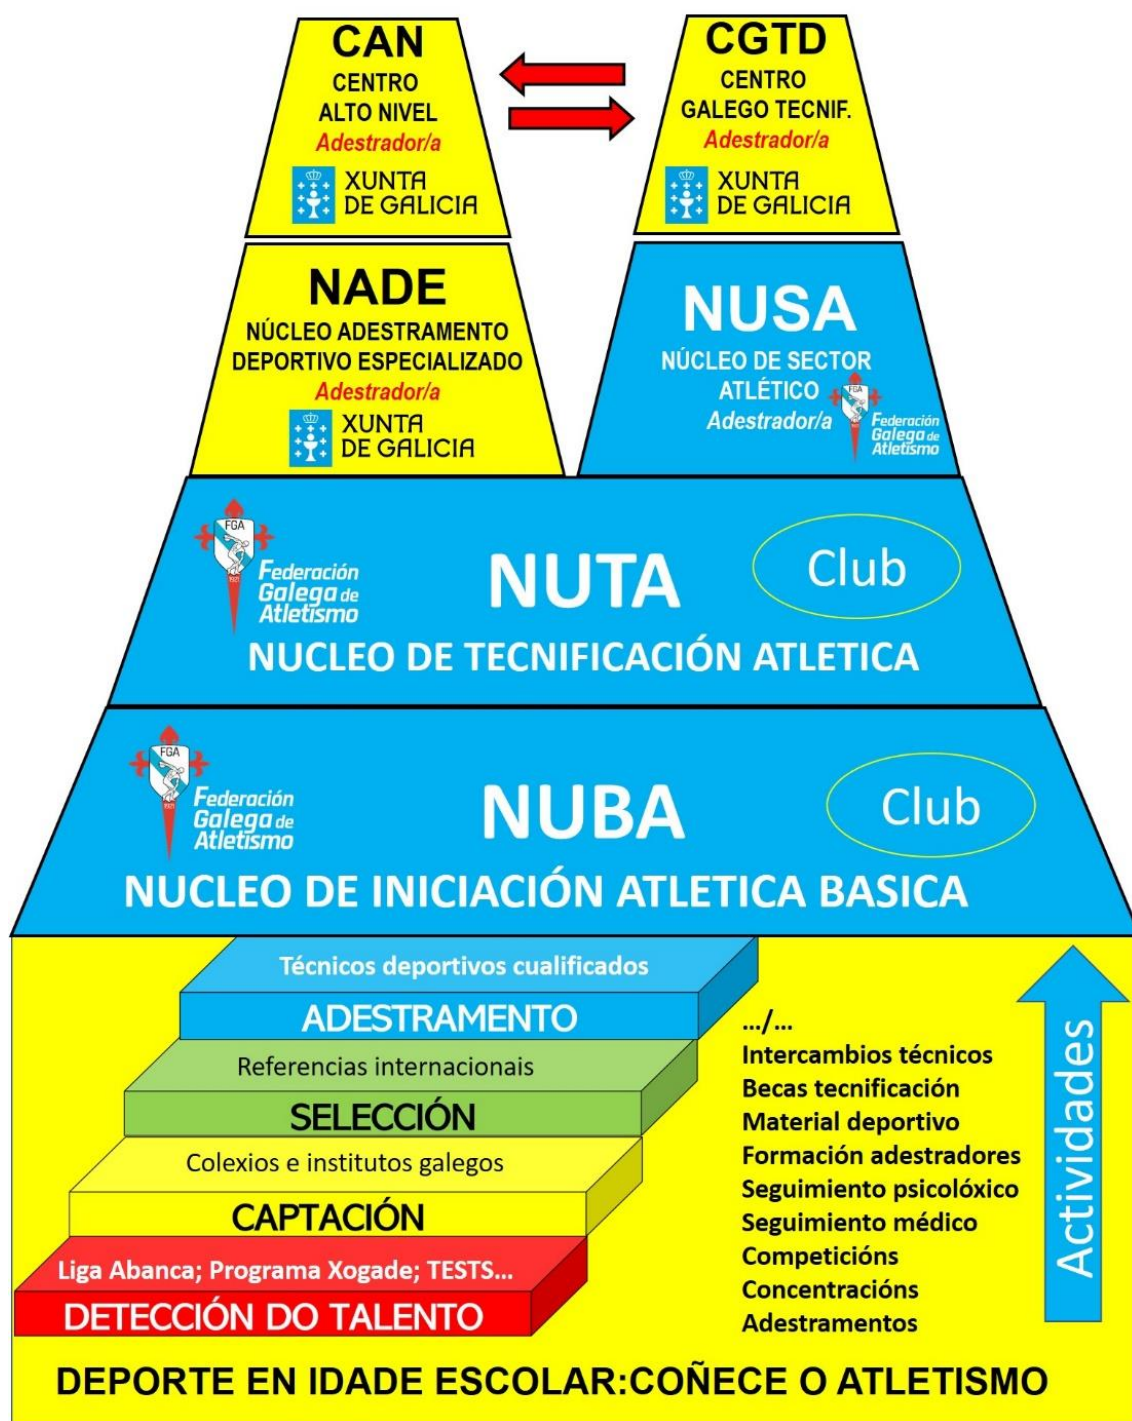 CAN
CENTRO
ALTO NIVEL
Adestrador/a
XUNTA
DE GALICIA
CGTD
CENTRO
GALEGO TECNIF.
Adestrador/a
XUNTA
DE GALICIA
NADE
NÚCLEO ADESTRAMENTO
DEPORTIVO ESPECIALIZADO
Adestrador/a
XUNTA
DE GALICIA
NUSA
NÚCLEO DE SECTOR
ATLÉTICO
Adestrador/a
Federación
Galega de
Atletismo
FGA
1921
Federación
Galega de
Atletismo
NUTA
Club
NUCLEO DE TECNIFICACIÓN ATLETICA
FGA
1921
Federación
Galega de
Atletismo
NUBA
Club
NUCLEO DE INICIACIÓN ATLETICA BASICA
Técnicos deportivos cualificados
ADESTRAMENTO
Referencias internacionais
SELECCIÓN
Colexios e institutos galegos
CAPTACIÓN
Liga Abanca; Programa Xogade; TESTS...
DETECCIÓN DO TALENTO
.../...
Intercambios técnicos
Becas tecnificación
Material deportivo
Formación adestradores
Seguimiento psicolóxico
Seguimiento médico
Competicións
Concentracións
Adestramentos
Actividades
DEPORTE EN IDADE ESCOLAR:COÑECE O ATLETISMO